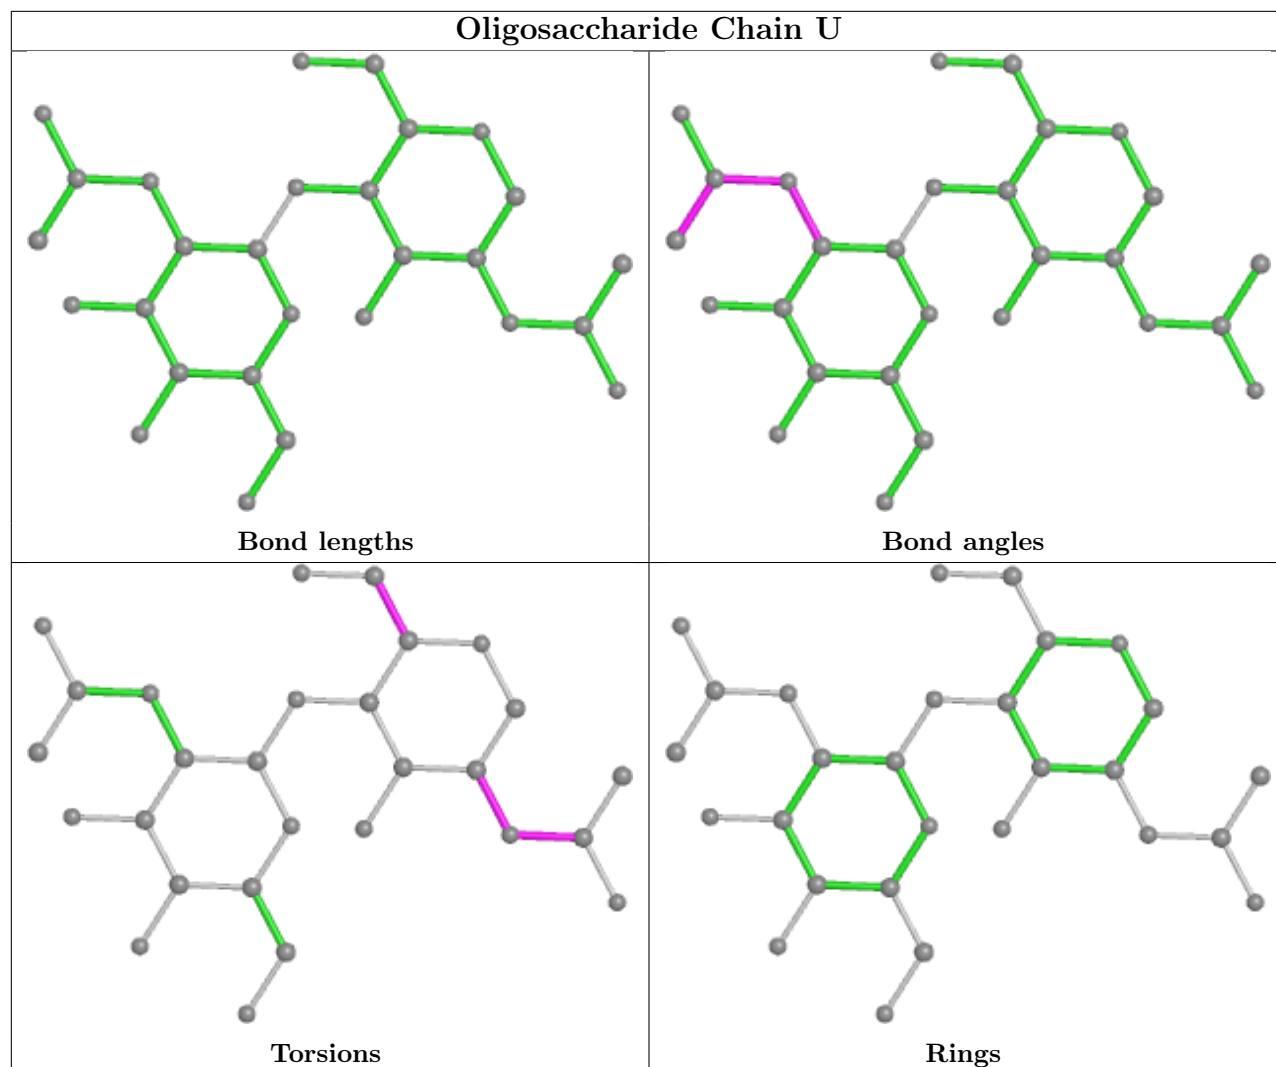 Oligosaccharide Chain U
Bond lengths
Bond angles
Torsions
Rings